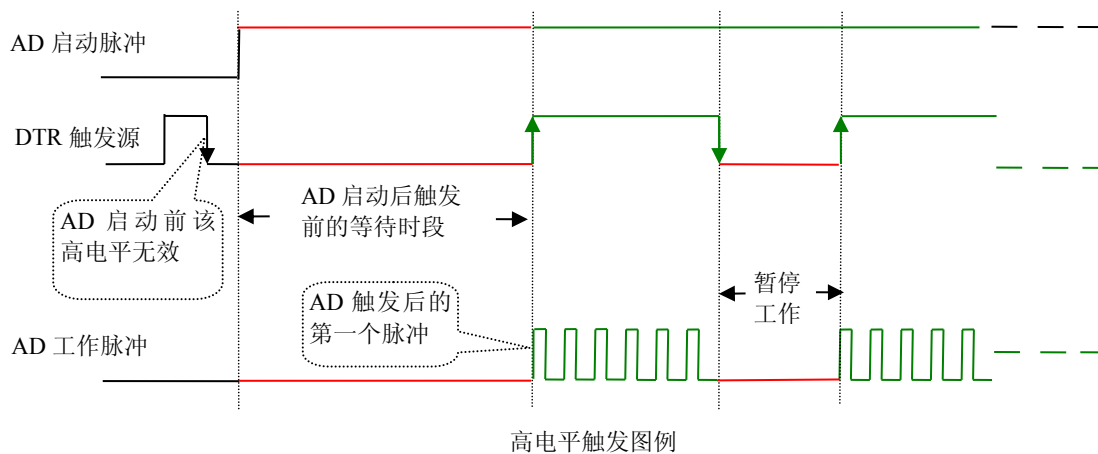 AD 启动脉冲
DTR 触发源
AD 启动前该
高电平无效
AD 启动后触发
前的等待时段
AD 触发后的
第一个脉冲
暂停
工作
AD 工作脉冲
高电平触发图例